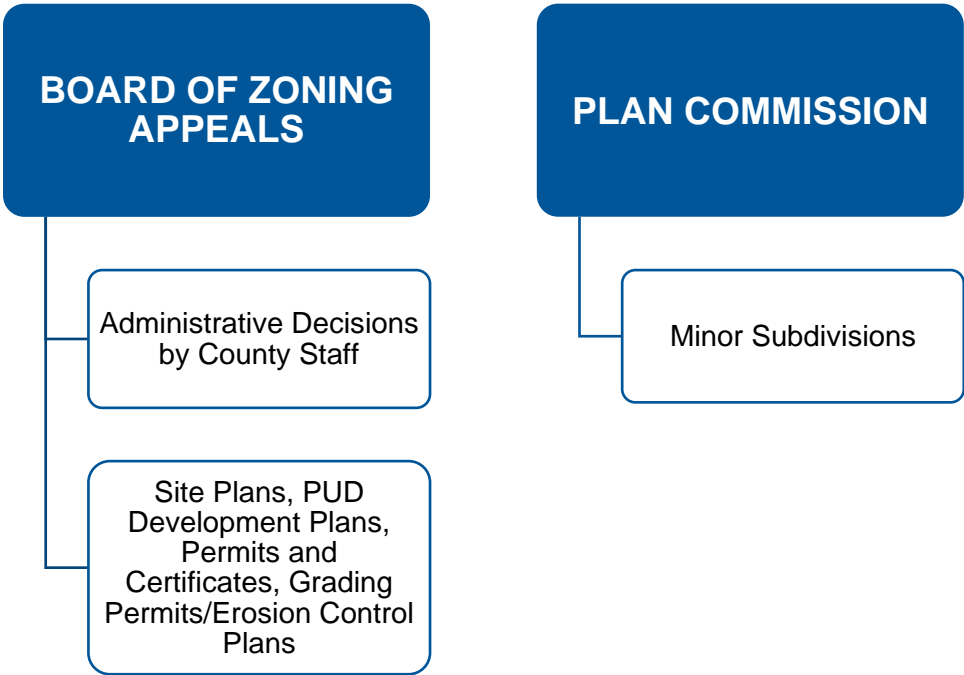 BOARD OF ZONING
APPEALS
Administrative Decisions
by County Staff
Site Plans, PUD
Development Plans,
Permits and
Certificates, Grading
Permits/Erosion Control
Plans
PLAN COMMISSION
Minor Subdivisions